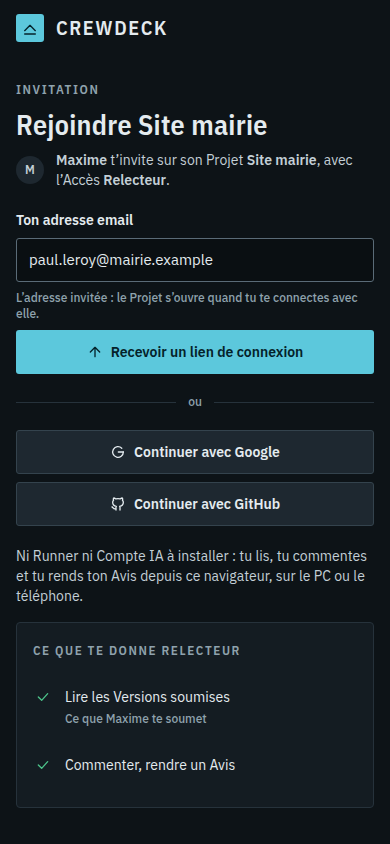 CREWDECK
INVITATION
Rejoindre Site mairie
M
Maxime t’invite sur son Projet Site mairie, avec
l’Accès Relecteur.
Ton adresse email
paul.leroy@mairie.example
L’adresse invitée : le Projet s’ouvre quand tu te connectes avec
elle.
Recevoir un lien de connexion
ou
Continuer avec Google
Continuer avec GitHub
Ni Runner ni Compte IA à installer : tu lis, tu commentes
et tu rends ton Avis depuis ce navigateur, sur le PC ou le
téléphone.
CE QUE TE DONNE RELECTEUR
Lire les Versions soumises
Ce que Maxime te soumet
Commenter, rendre un Avis